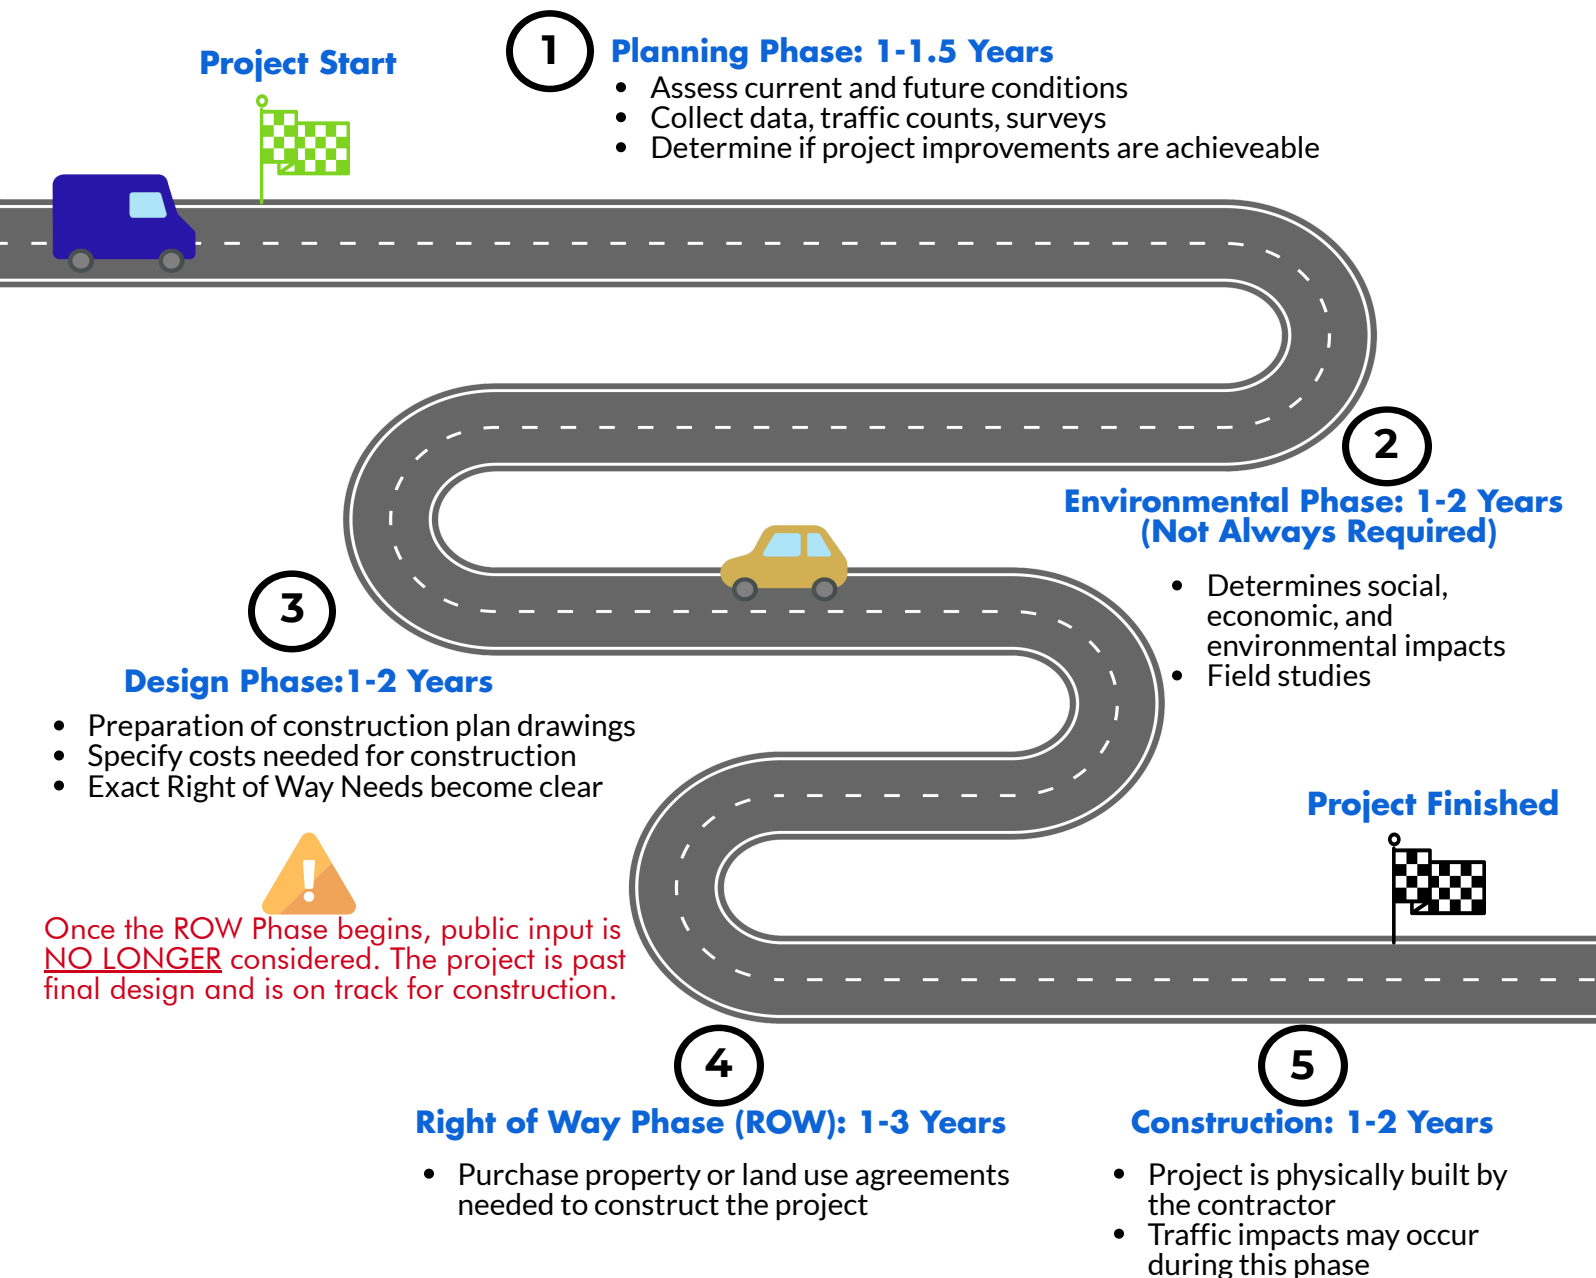 Project Start
1
Planning Phase: 1-1.5 Years
• Assess current and future conditions
• Collect data, traffic counts, surveys
• Determine if project improvements are achieveable
2
Environmental Phase: 1-2 Years
(Not Always Required)
• Determines social,
economic, and
environmental impacts
• Field studies
3
Design Phase:1-2 Years
• Preparation of construction plan drawings
• Specify costs needed for construction
• Exact Right of Way Needs become clear
!
Once the ROW Phase begins, public input is
NO LONGER considered. The project is past
final design and is on track for construction.
Project Finished
4
Right of Way Phase (ROW): 1-3 Years
• Purchase property or land use agreements
needed to construct the project
5
Construction: 1-2 Years
• Project is physically built by
the contractor
• Traffic impacts may occur
during this phase